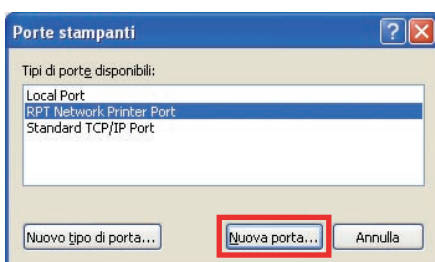 Porte stampanti
Tipi di porte disponibili:
Local Port
RPT Network Printer Port
Standard TCP/IP Port
Nuovo tipo di porta... Nuova porta... Annulla